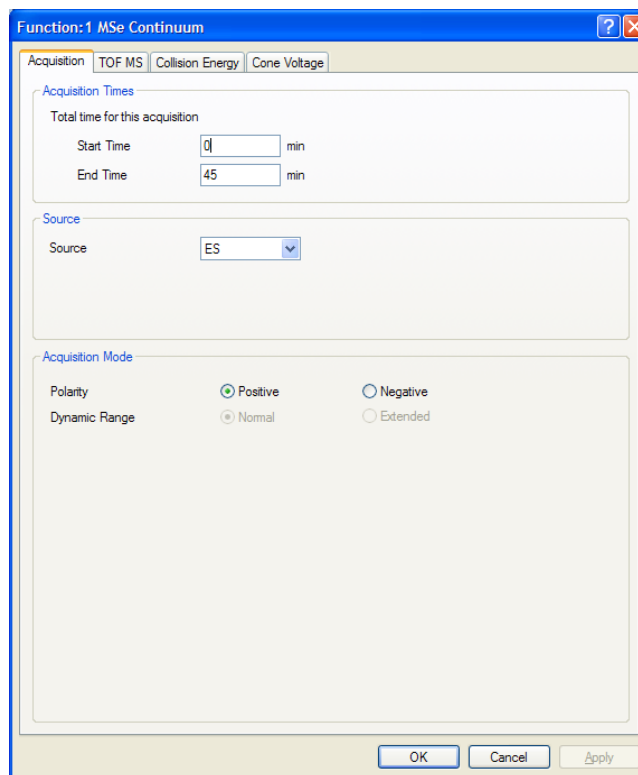 Function:1 MSe Continuum
Acquisition TOF MS Collision Energy Cone Voltage
Acquisition Times
Total time for this acquisition
Start Time 0 min
End Time 45 min
Source
Source ES
Acquisition Mode
Polarity Positive Negative
Dynamic Range Normal Extended
OK Cancel Apply